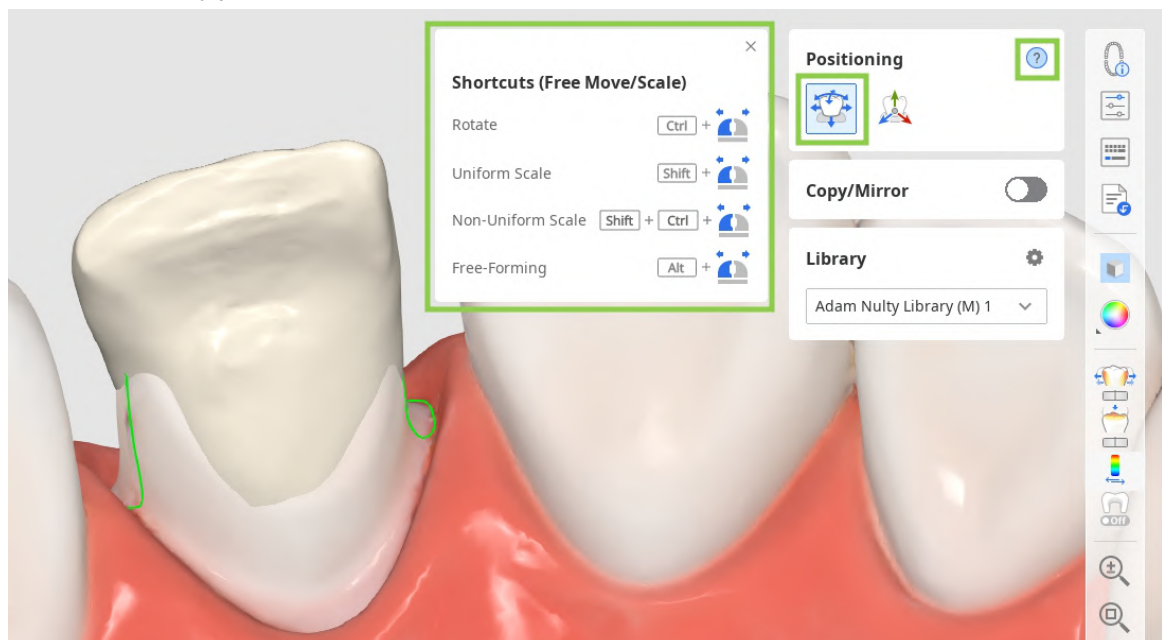 Shortcuts (Free Move/Scale)
Rotate Ctrl +
Uniform Scale Shift +
Non-Uniform Scale Shift + Ctrl +
Free-Forming Alt +
Positioning ?
Copy/Mirror
Library
Adam Nulty Library (M) 1
Off